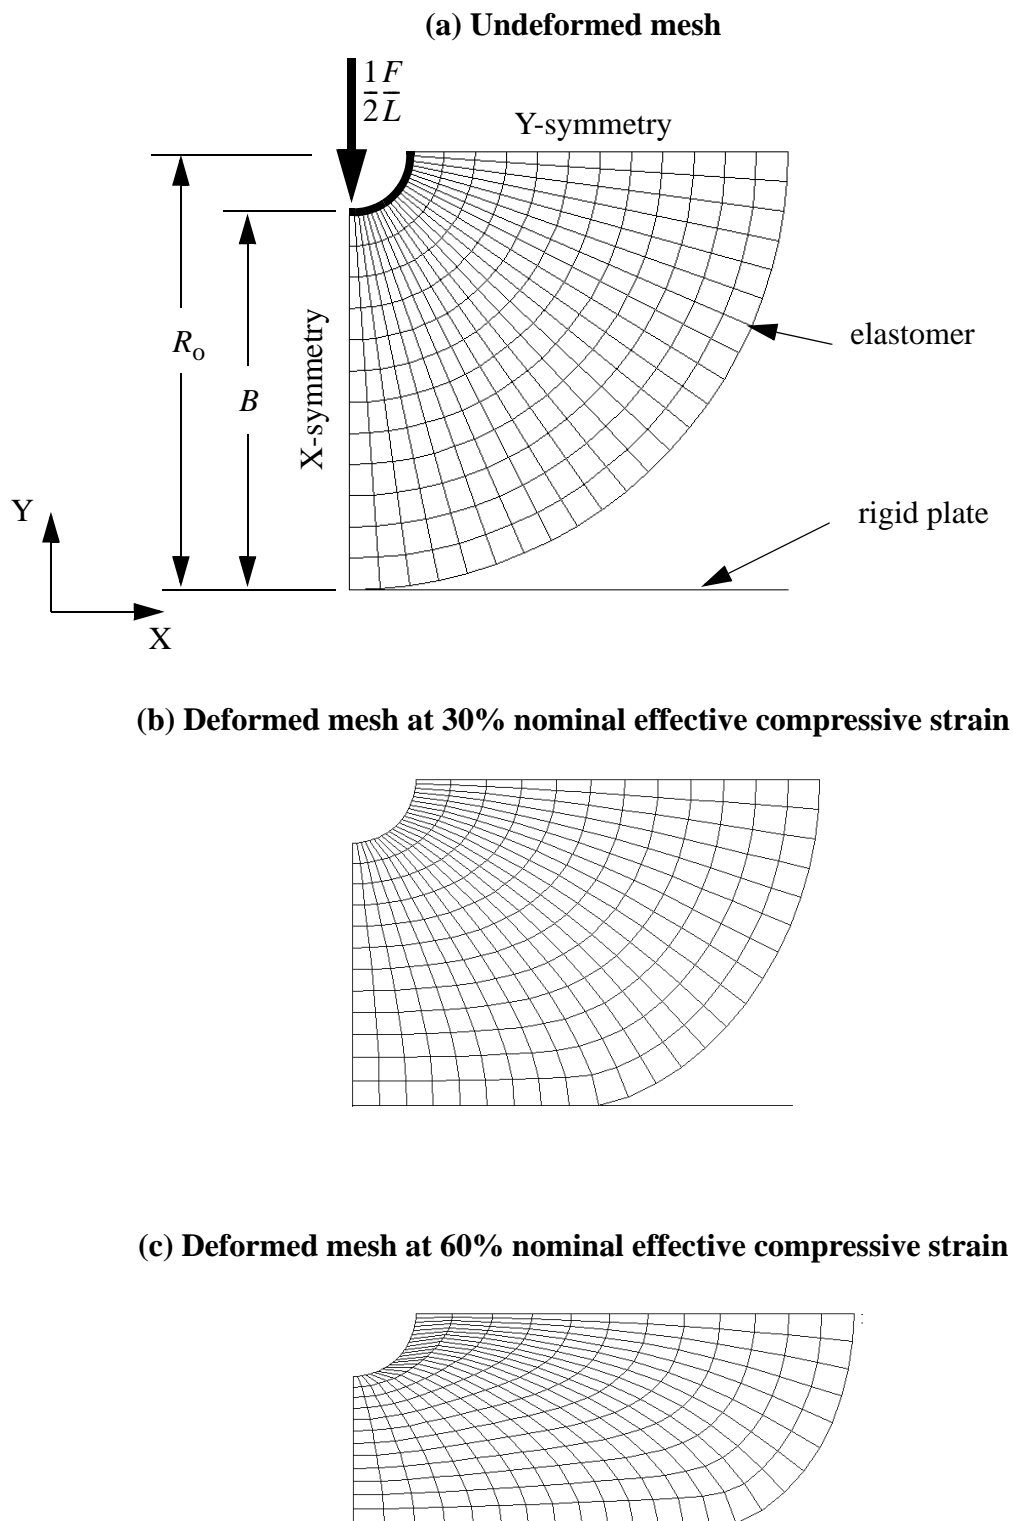 (a) Undeformed mesh
1 F
2 L
Y-symmetry
Ro
B
X-symmetry
elastomer
rigid plate
Y
X
(b) Deformed mesh at 30% nominal effective compressive strain
(c) Deformed mesh at 60% nominal effective compressive strain